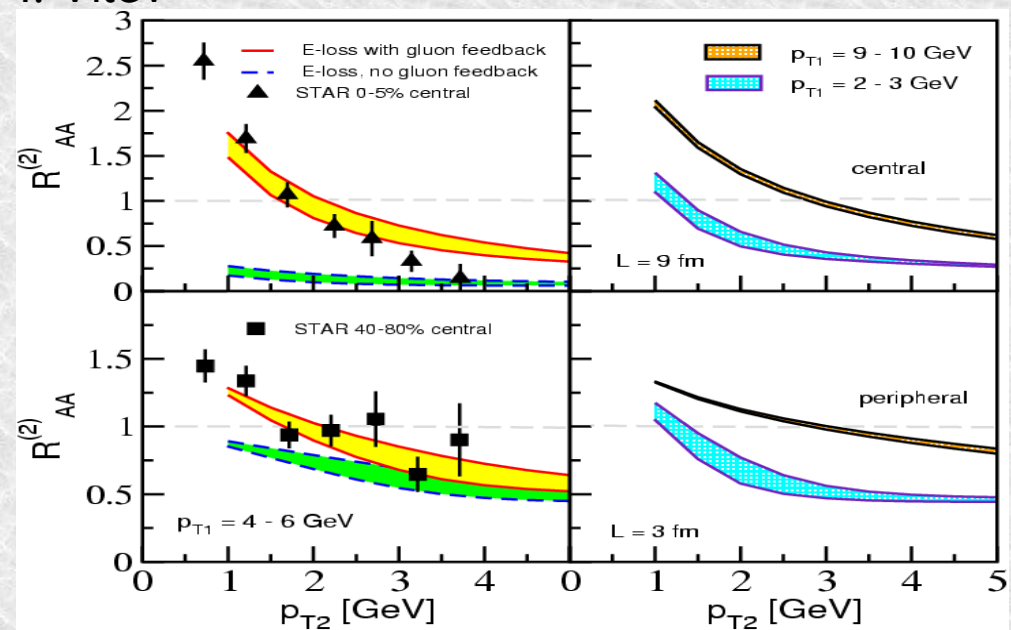 3
2.5
2
1.5
1
0.5
0
R(2)AA
E-loss with gluon feedback
E-loss, no gluon feedback
STAR 0-5% central
pT1 = 9 - 10 GeV
pT1 = 2 - 3 GeV
central
L = 9 fm
1.5
1
0.5
0
R(2)AA
STAR 40-80% central
pT1 = 4 - 6 GeV
peripheral
L = 3 fm
0 1 2 3 4 0 1 2 3 4 5
pT2 [GeV]
pT2 [GeV]